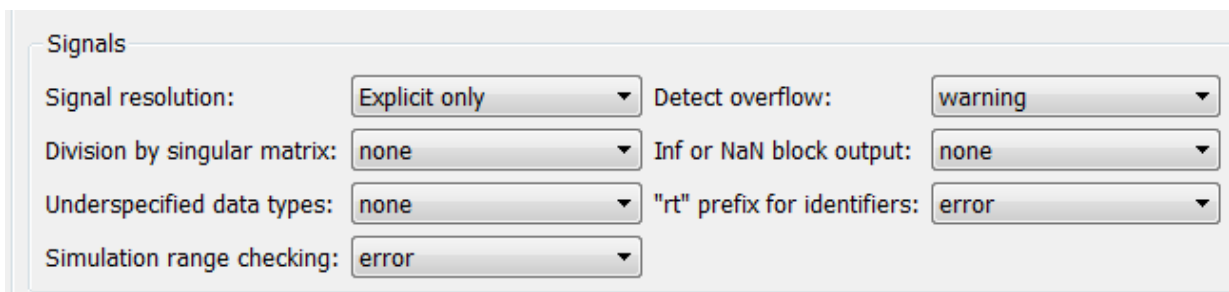 Signals
Signal resolution: Explicit only Detect overflow: warning
Division by singular matrix: none Inf or NaN block output: none
Underspecified data types: none "rt" prefix for identifiers: error
Simulation range checking: error